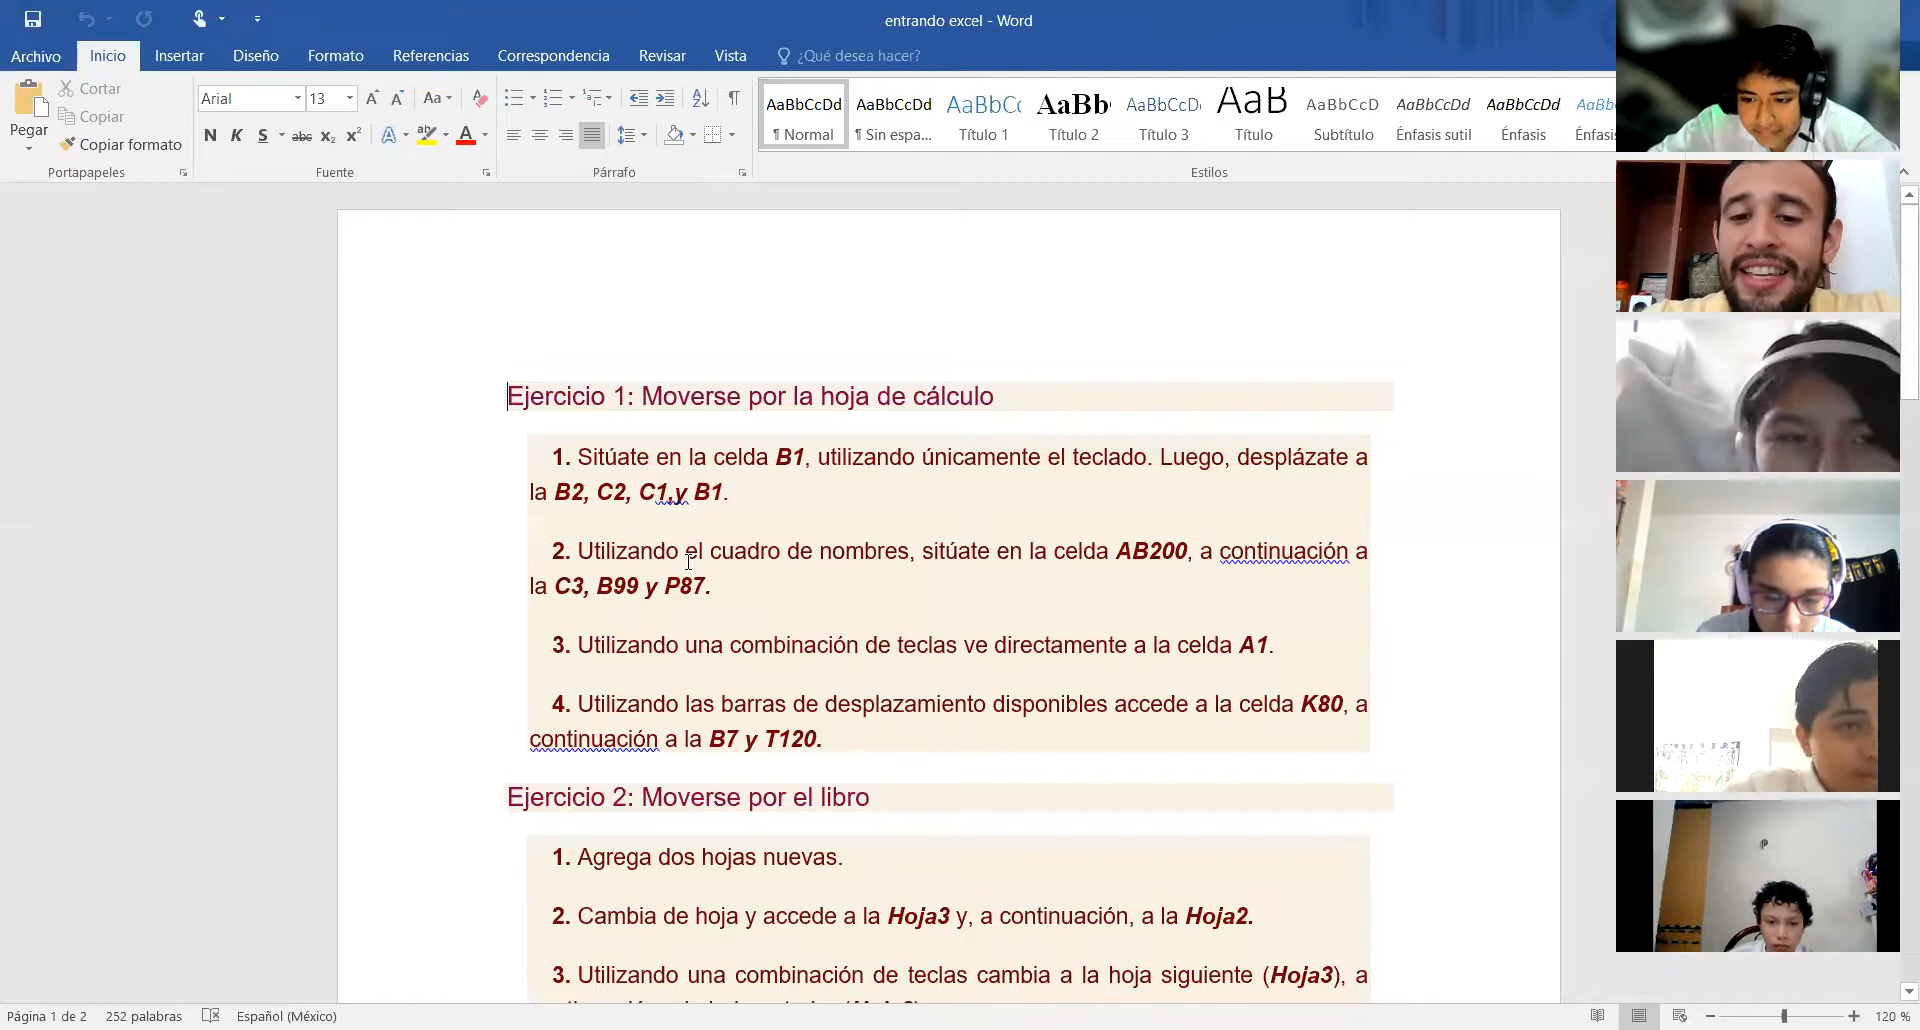 entrando excel - Word
Archivo Inicio Insertar Diseño Formato Referencias Correspondencia Revisar Vista ¿Qué desea hacer?
Pegar
Cortar
Copiar
Copiar formato
Portapapeles
Arial 13 Aa
N K S abc x₂ x² A ab A
Fuente
Párrafo
AaBbCcDd AaBbCcDd AaBbCc AaBb AaBbCcD AaB AaBbCcD AaBbCcDd AaBbCcDd AaBb
¶ Normal ¶ Sin espa... Título 1 Título 2 Título 3 Título Subtítulo Énfasis sutil Énfasis Énfasis
Estilos
Ejercicio 1: Moverse por la hoja de cálculo
1. Sitúate en la celda B1, utilizando únicamente el teclado. Luego, desplázate a
la B2, C2, C1,y B1.
2. Utilizando el cuadro de nombres, sitúate en la celda AB200, a continuación a
la C3, B99 y P87.
3. Utilizando una combinación de teclas ve directamente a la celda A1.
4. Utilizando las barras de desplazamiento disponibles accede a la celda K80, a
continuación a la B7 y T120.
Ejercicio 2: Moverse por el libro
1. Agrega dos hojas nuevas.
2. Cambia de hoja y accede a la Hoja3 y, a continuación, a la Hoja2.
3. Utilizando una combinación de teclas cambia a la hoja siguiente (Hoja3), a
Página 1 de 2 252 palabras Español (México) 120 %